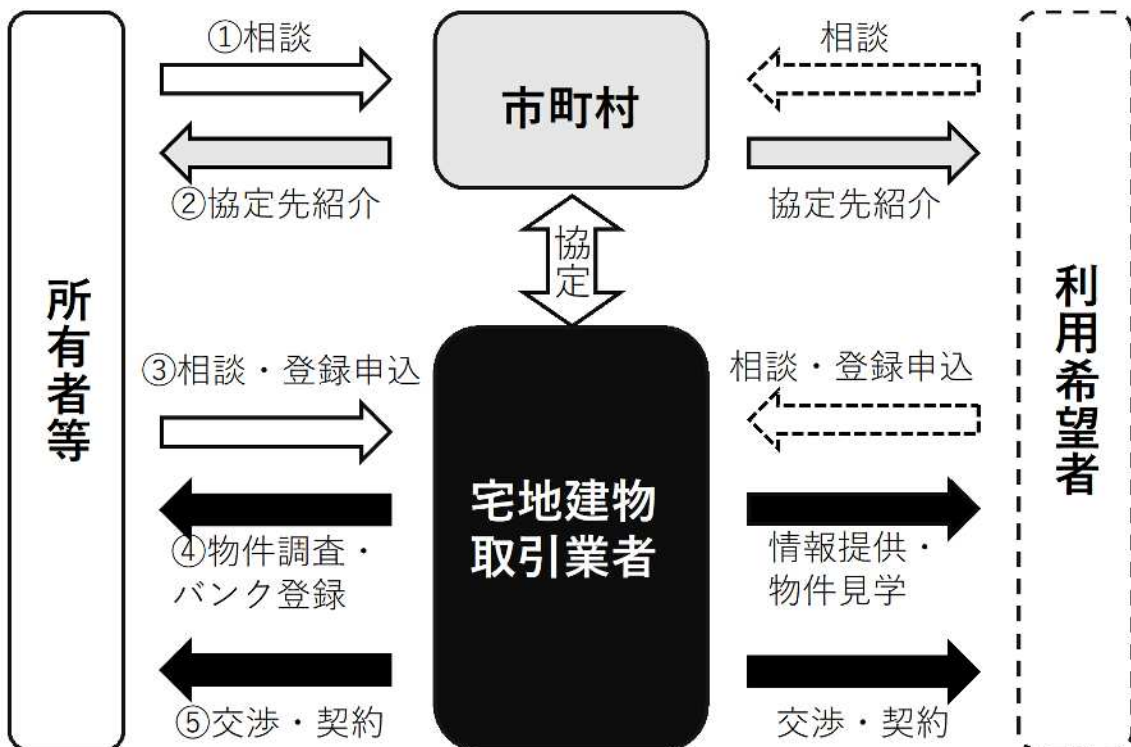 ①相談
相談
市町村
②協定先紹介
協定先紹介
協定
所有者等
利用希望者
③相談・登録申込
相談・登録申込
宅地建物
取引業者
④物件調査・
バンク登録
情報提供・
物件見学
⑤交渉・契約
交渉・契約